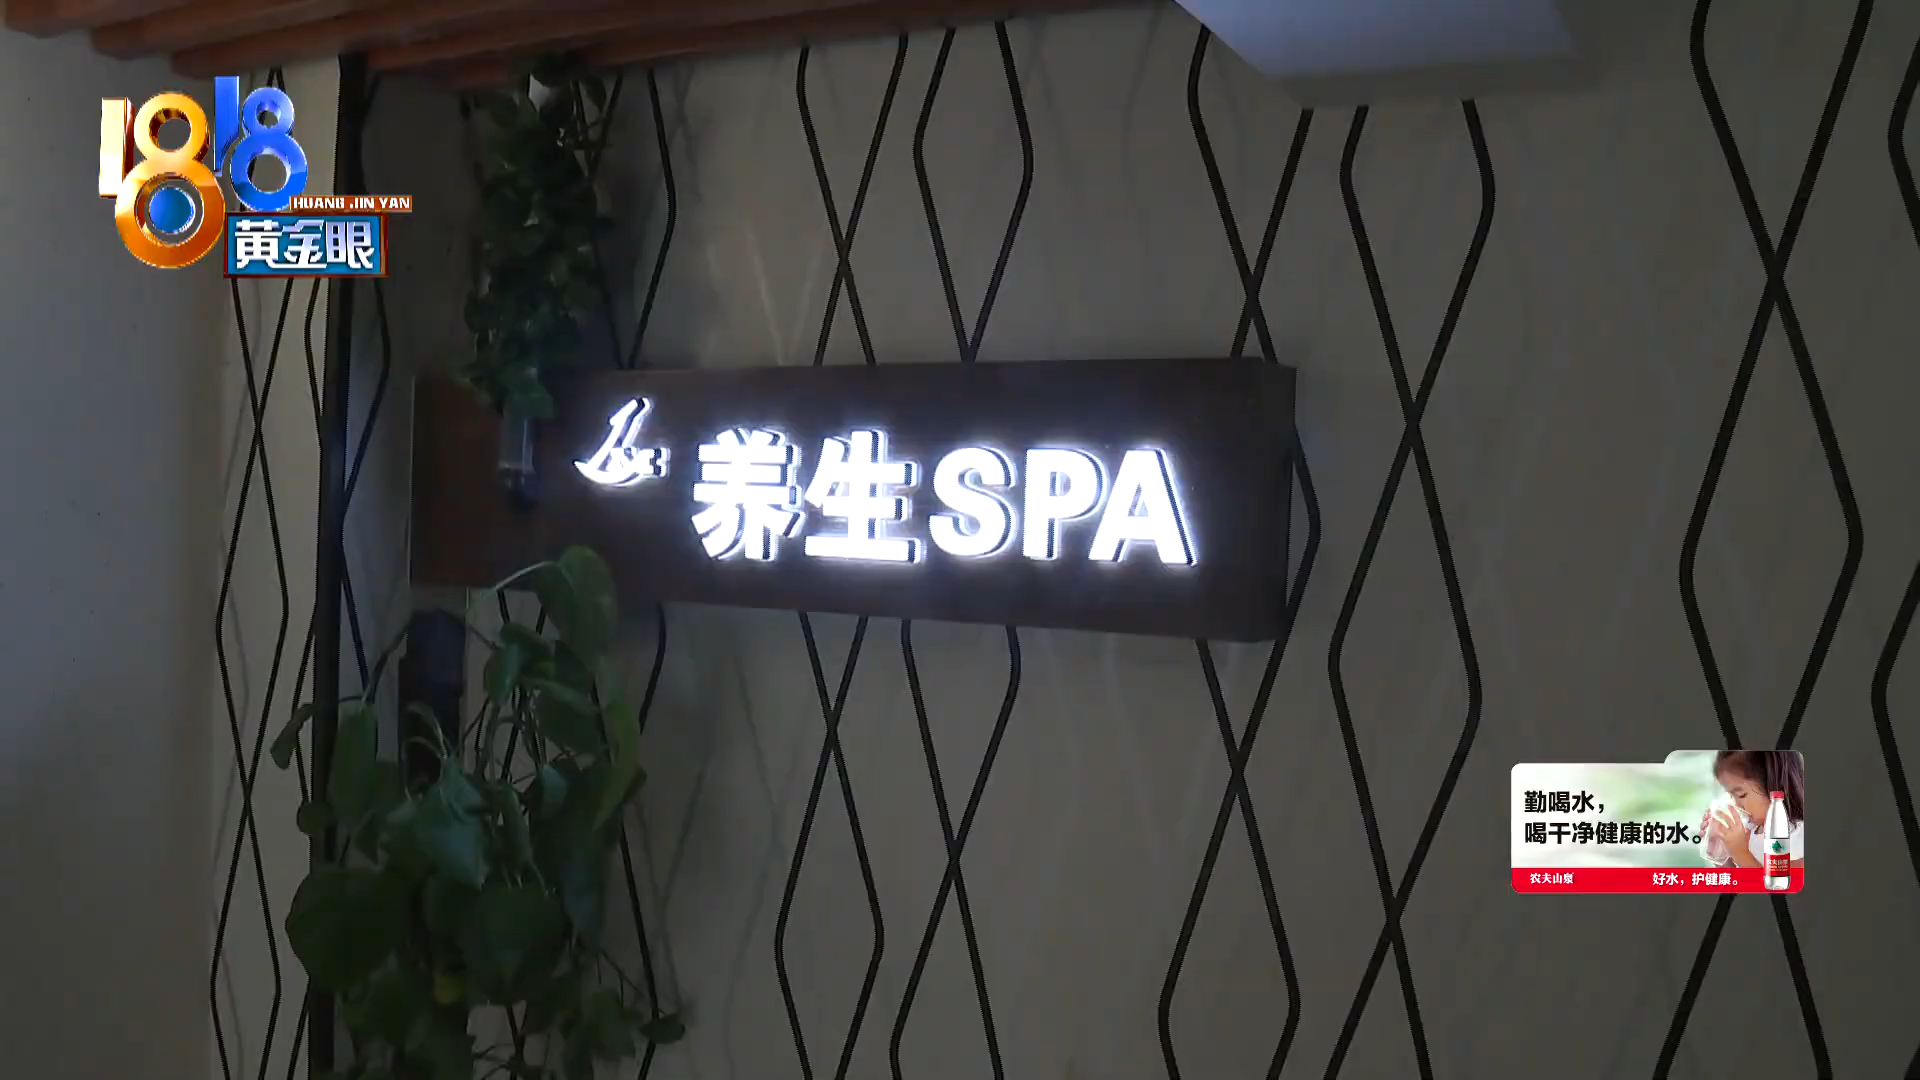 1818
HUANG JIN YAN
黄金眼
养生SPA
勤喝水，
喝干净健康的水。
农夫山泉
好水，护健康。